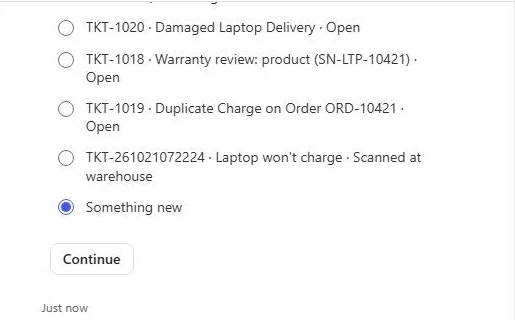 TKT-1020 · Damaged Laptop Delivery · Open
TKT-1018 · Warranty review: product (SN-LTP-10421) ·
Open
TKT-1019 · Duplicate Charge on Order ORD-10421 ·
Open
TKT-261021072224 · Laptop won't charge · Scanned at
warehouse
Something new
Continue
Just now